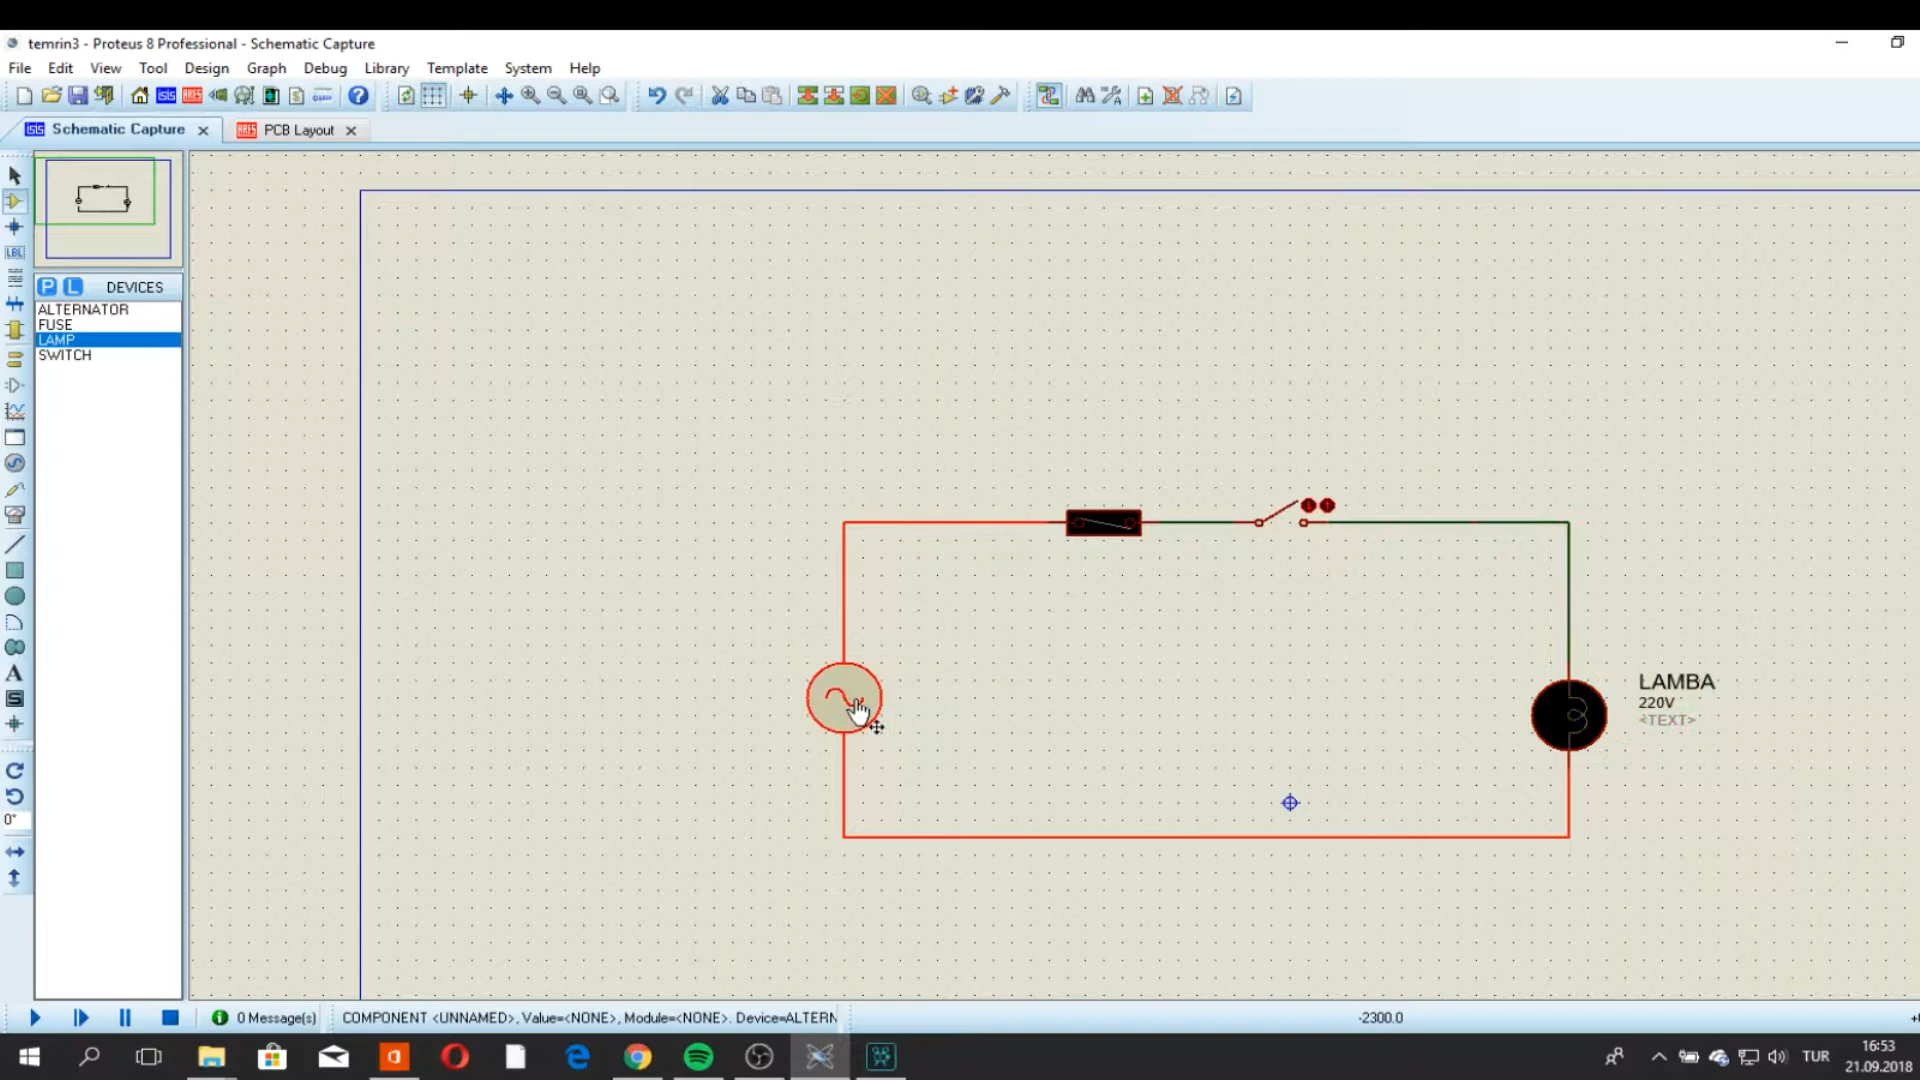 temrin3 - Proteus 8 Professional - Schematic Capture
File Edit View Tool Design Graph Debug Library Template System Help
Schematic Capture
PCB Layout
P L DEVICES
ALTERNATOR
FUSE
LAMP
SWITCH
LBL
A
S
0°
LAMBA
220V
<TEXT>
0 Message(s)
COMPONENT <UNNAMED>, Value=<NONE>, Module=<NONE>. Device=ALTERN
-2300.0
TUR
16:53
21.09.2018